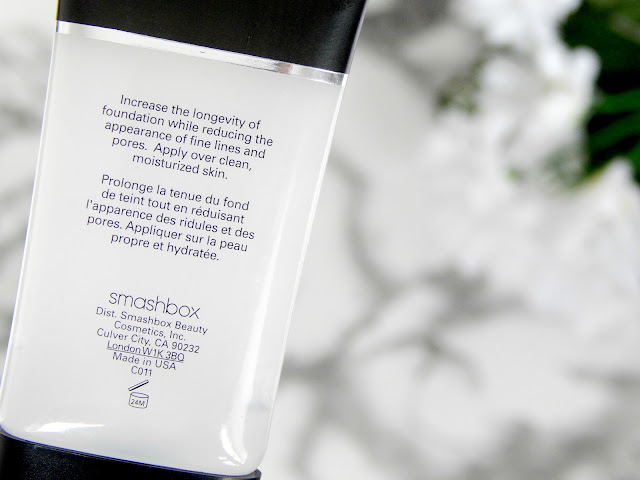 Increase the longevity of
foundation while reducing the
appearance of fine lines and
pores. Apply over clean,
moisturized skin.
Prolonge la tenue du fond
de teint tout en réduisant
l'apparence des ridules et des
pores. Appliquer sur la peau
propre et hydratée.
smashbox
Dist. Smashbox Beauty
Cosmetics, Inc.
Culver City, CA 90232
London W1K 3BQ
Made in USA
C011
24M